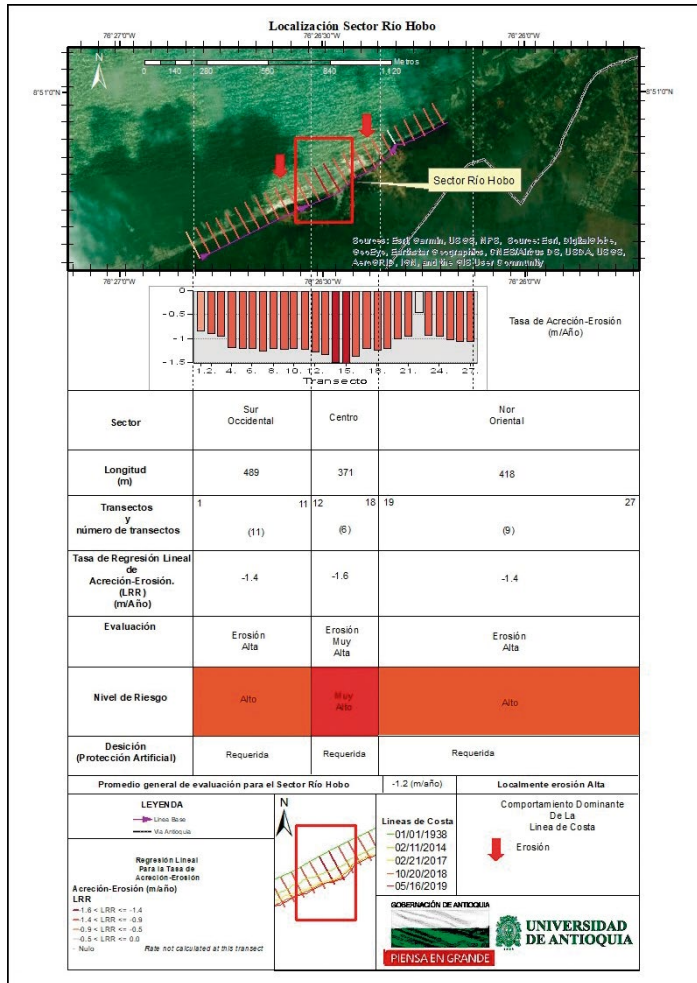 Localización Sector Río Hobo
76°27'0"W 76°26'30"W 76°26'0"W
N
Metros
0 140 280 560 840 1,120
8°51'0"N 8°51'0"N
Sector Río Hobo
Sources: Esri, Garmin, USGS, NPS, Source: Esri, DigitalGlobe,
GeoEye, Earthstar Geographics, CNES/Airbus DS, USDA, USGS,
AeroGRID, IGN, and the GIS User Community
76°27'0"W 76°26'30"W 76°26'0"W
0
-0.5
-1
-1.5
1. 2. 4. 6. 8. 10. 12. 15. 18. 21. 24. 27.
Transecto
Tasa de Acreción-Erosión
(m/Año)
Sector
Sur
Occidental
Centro
Nor
Oriental
Longitud
(m)
489 371 418
Transectos
y
número de transectos
1 11 12 18 19 27
(11) (6) (9)
Tasa de Regresión Lineal
de
Acreción-Erosión.
(LRR)
(m/Año)
-1.4 -1.6 -1.4
Evaluación
Erosión
Alta
Erosión
Muy
Alta
Erosión
Alta
Nivel de Riesgo
Alto
Muy
Alto
Alto
Desición
(Protección Artificial)
Requerida Requerida Requerida
Promedio general de evaluación para el Sector Río Hobo -1.2 (m/año) Localmente erosión Alta
LEYENDA
Linea Base
Via Antioquia
Regresión Lineal
Para la Tasa de
Acreción-Erosión
Acreción-Erosión (m/año)
LRR
-1.6 < LRR <= -1.4
-1.4 < LRR <= -0.9
-0.9 < LRR <= -0.5
-0.5 < LRR <= 0.0
- Nulo Rate not calculated at this transect
N
Lineas de Costa
01/01/1938
02/11/2014
02/21/2017
10/20/2018
05/16/2019
Comportamiento Dominante
De La
Linea de Costa
Erosión
GOBERNACIÓN DE ANTIOQUIA
PIENSA EN GRANDE
UNIVERSIDAD
DE ANTIOQUIA